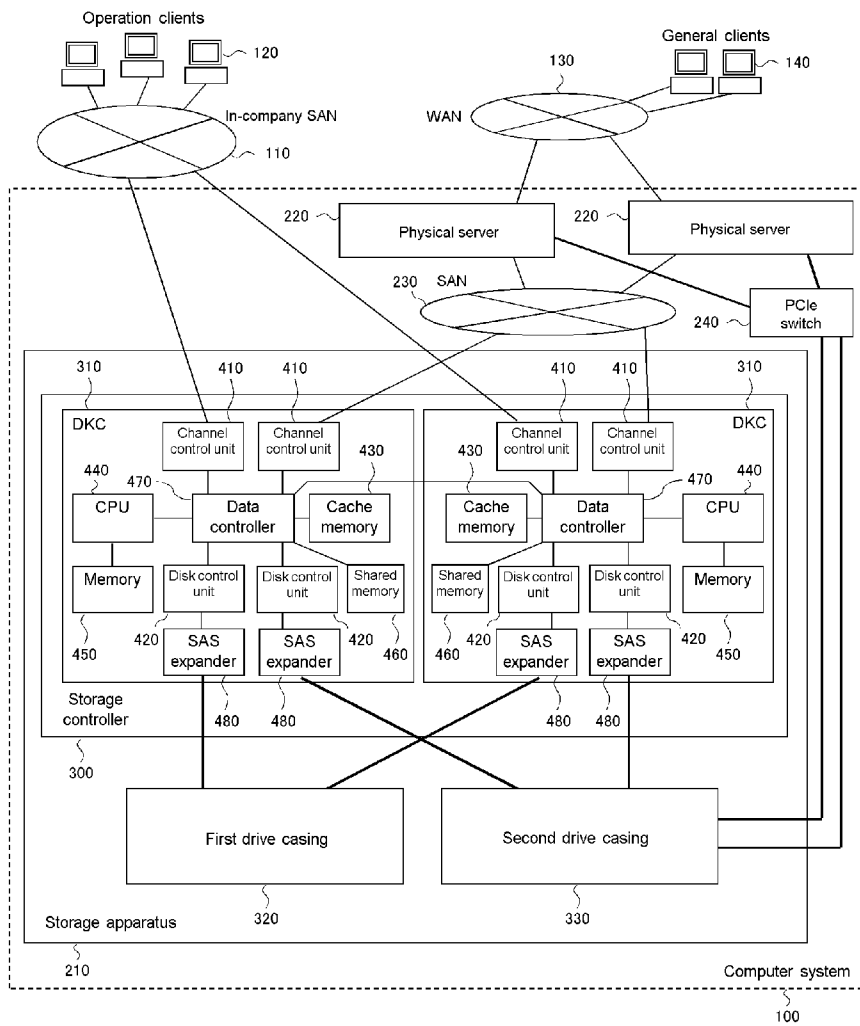 Operation clients
General clients
120
130
140
In-company SAN
WAN
110
220
Physical server
220
Physical server
230
SAN
240
PCIe
switch
310
410
410
410
410
310
DKC
DKC
Channel
control unit
Channel
control unit
Channel
control unit
Channel
control unit
440
470
430
430
470
440
CPU
Data
controller
Cache
memory
Cache
memory
Data
controller
CPU
Memory
Disk control
unit
Disk control
unit
Shared
memory
Shared
memory
Disk control
unit
Disk control
unit
Memory
450
420
420
460
460
420
420
450
SAS
expander
SAS
expander
SAS
expander
SAS
expander
480
480
480
480
Storage
controller
300
First drive casing
Second drive casing
320
330
Storage apparatus
210
Computer system
100